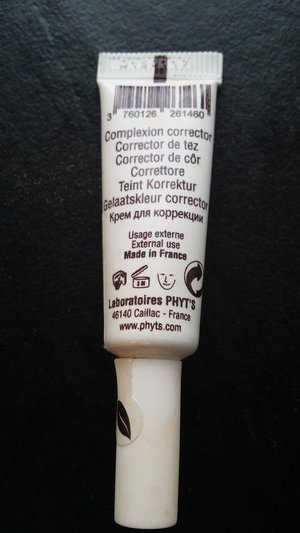 3 760126 261460
Complexion corrector
Corrector de tez
Corrector de côr
Correttore
Teint Korrektur
Gelaatskleur corrector
Крем для коррекции
Usage externe
External use
Made in France
Laboratoires PHYT'S
46140 Caillac - France
www.phyts.com